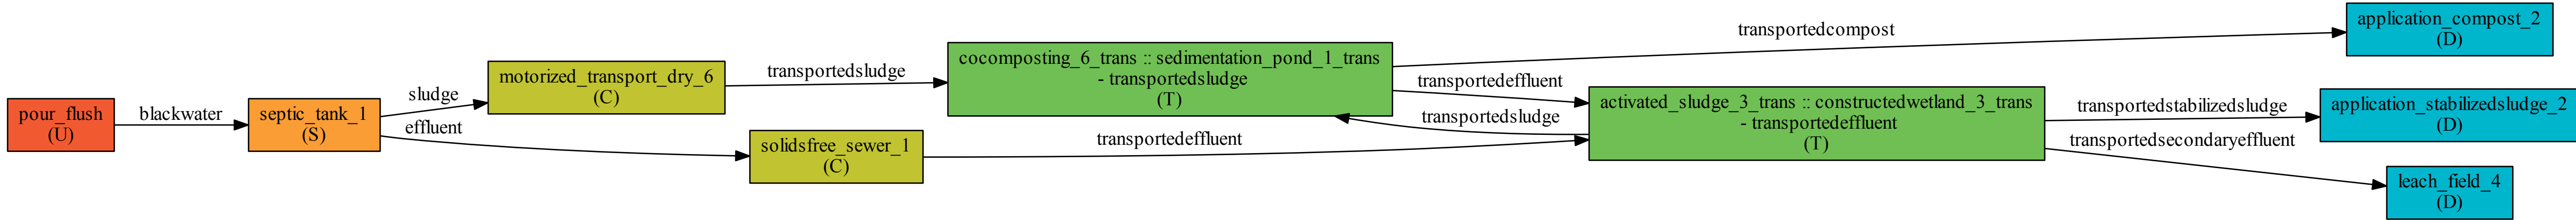 pour_flush
(U)
blackwater
septic_tank_1
(S)
sludge
effluent
motorized_transport_dry_6
(C)
solidsfree_sewer_1
(C)
transportedsludge
transportedeffluent
cocomposting_6_trans :: sedimentation_pond_1_trans
- transportedsludge
(T)
transportedcompost
transportedeffluent
transportedsludge
activated_sludge_3_trans :: constructedwetland_3_trans
- transportedeffluent
(T)
transportedstabilizedsludge
transportedsecondaryeffluent
application_compost_2
(D)
application_stabilizedsludge_2
(D)
leach_field_4
(D)